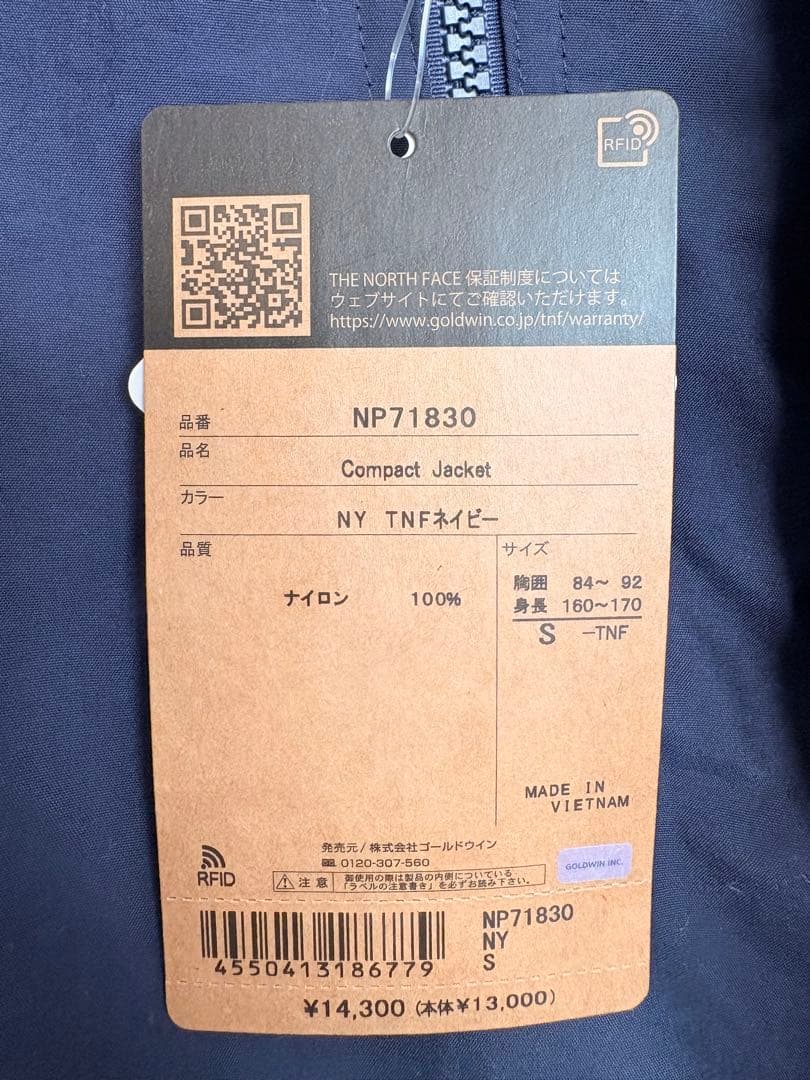 RFID
THE NORTH FACE 保証制度については
ウェブサイトにてご確認いただけます。
https://www.goldwin.co.jp/tnf/warranty/
品番 NP71830
品名
Compact Jacket
カラー
NY TNFネイビー
品質
ナイロン 100%
サイズ
胸囲 84～ 92
身長 160～170
S －TNF
MADE IN
VIETNAM
発売元/株式会社ゴールドウイン
0120-307-560
RFID
注意
御使用の際は製品の内側についている
「ラベルの注意書き」を必ずお読み下さい。
GOLDWIN INC.
4550413186779
NP71830
NY
S
¥14,300 (本体¥13,000)